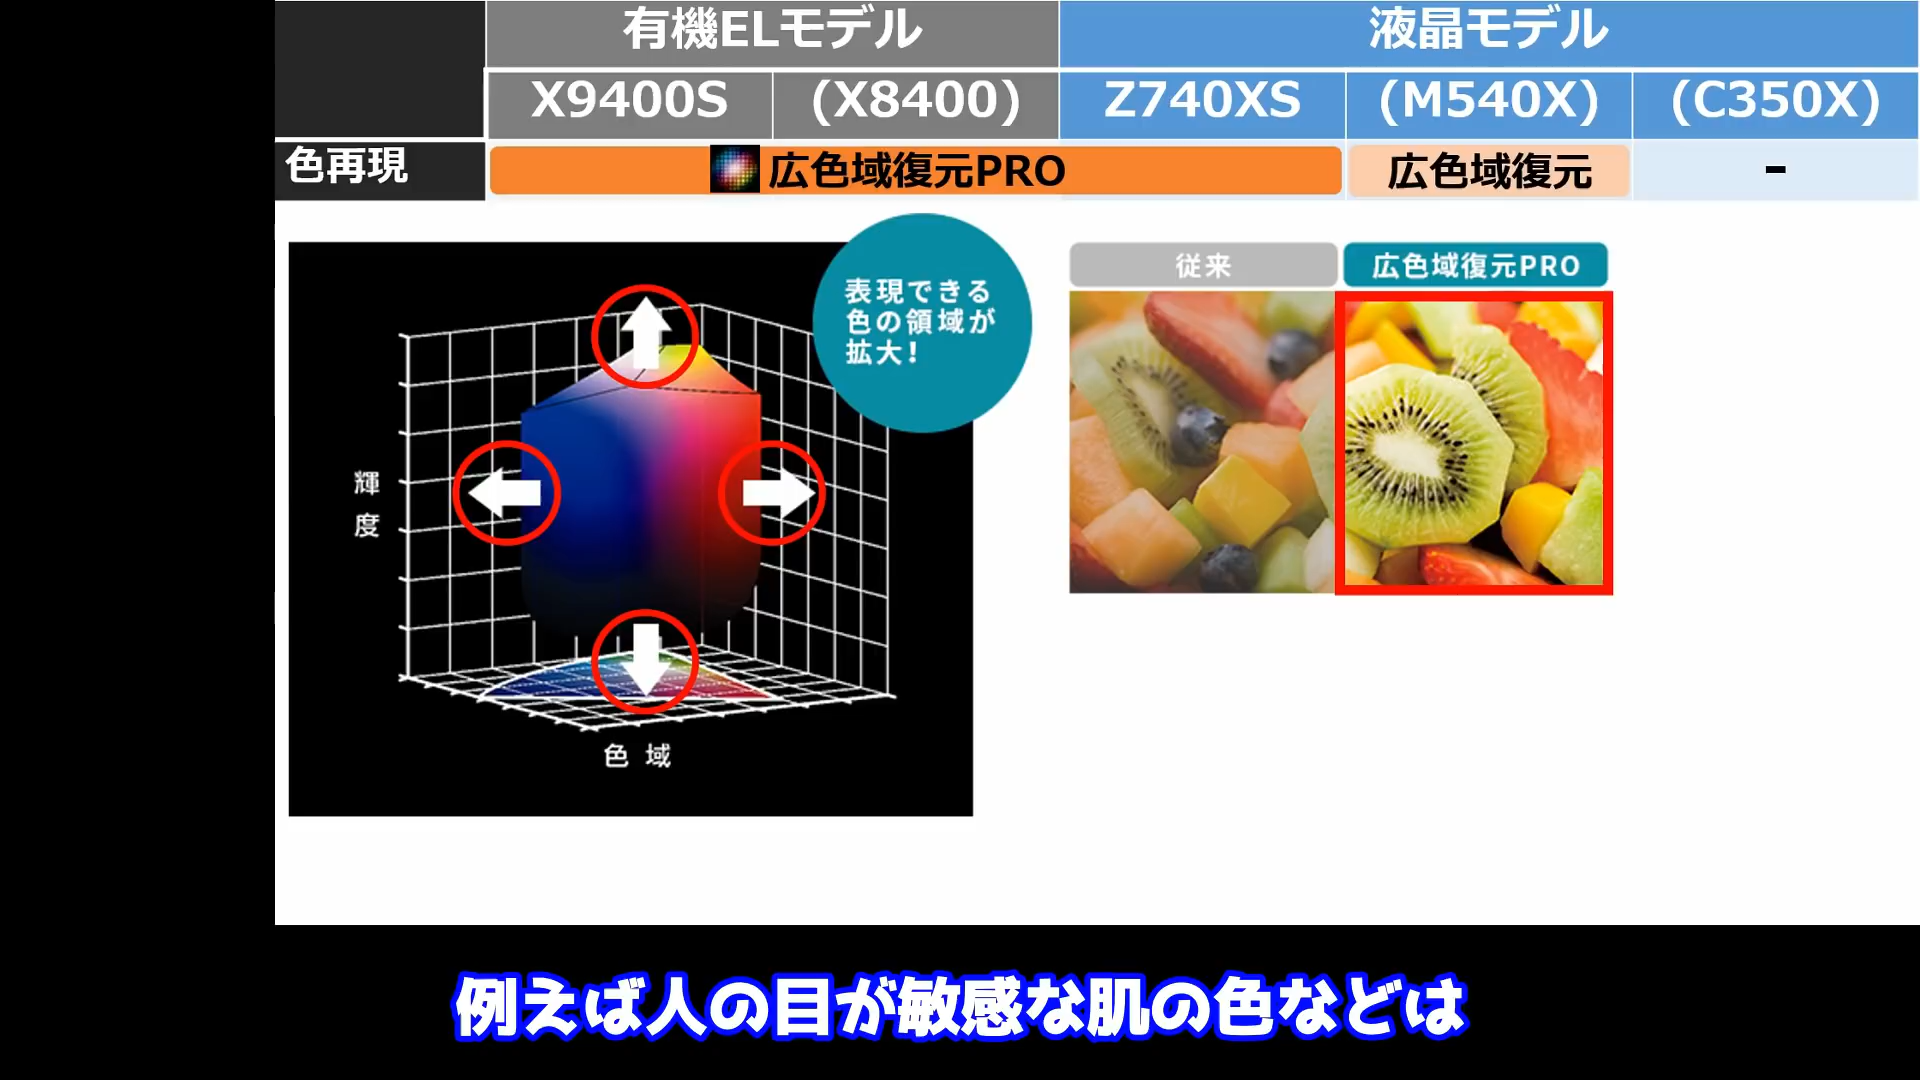 有機ELモデル
液晶モデル
X9400S
(X8400)
Z740XS
(M540X)
(C350X)
色再現
広色域復元PRO
広色域復元
-
表現できる
色の領域が
拡大!
輝度
色域
従来
広色域復元PRO
例えば人の目が敏感な肌の色などは